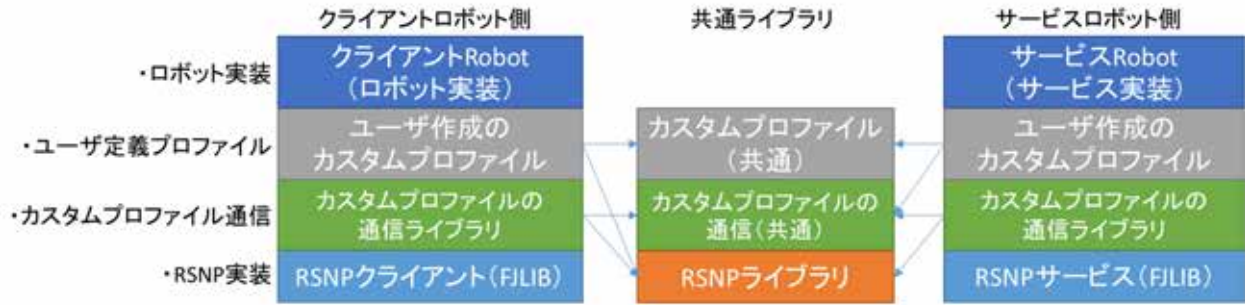 クライアントロボット側
共通ライブラリ
サービスロボット側
・ロボット実装
クライアントRobot
（ロボット実装）
サービスRobot
（サービス実装）
・ユーザ定義プロファイル
ユーザ作成の
カスタムプロファイル
カスタムプロファイル
（共通）
ユーザ作成の
カスタムプロファイル
・カスタムプロファイル通信
カスタムプロファイルの
通信ライブラリ
カスタムプロファイルの
通信（共通）
カスタムプロファイルの
通信ライブラリ
・RSNP実装
RSNPクライアント（FJLIB）
RSNPライブラリ
RSNPサービス（FJLIB）